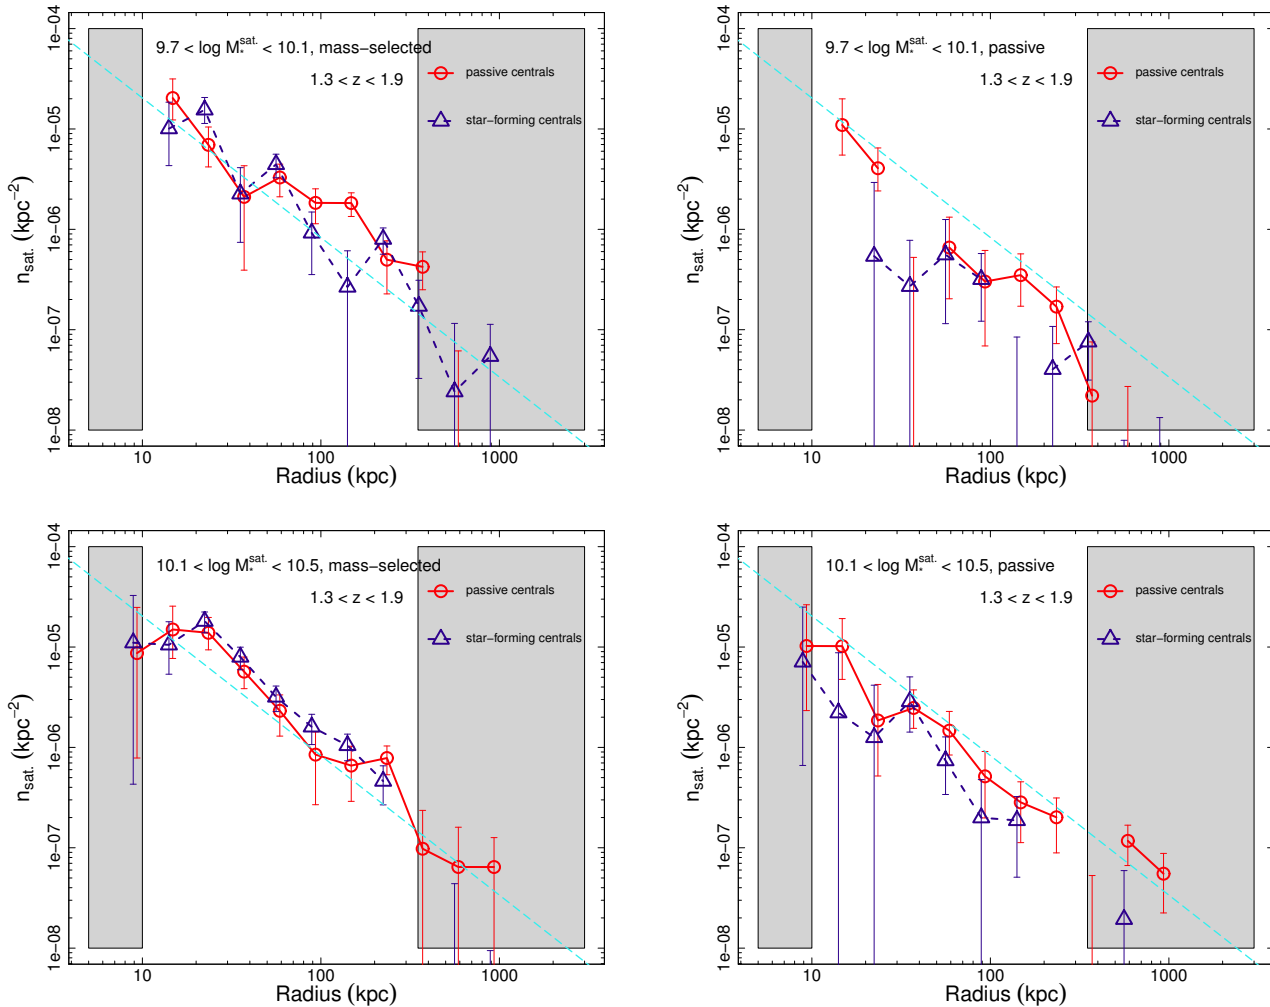 9.7 < log M*^sat. < 10.1, mass−selected
1.3 < z < 1.9
passive centrals
star−forming centrals
n_sat. (kpc^−2)
1e−04
1e−05
1e−06
1e−07
1e−08
10 100 1000
Radius (kpc)
9.7 < log M*^sat. < 10.1, passive
1.3 < z < 1.9
passive centrals
star−forming centrals
n_sat. (kpc^−2)
1e−04
1e−05
1e−06
1e−07
1e−08
10 100 1000
Radius (kpc)
10.1 < log M*^sat. < 10.5, mass−selected
1.3 < z < 1.9
passive centrals
star−forming centrals
n_sat. (kpc^−2)
1e−04
1e−05
1e−06
1e−07
1e−08
10 100 1000
Radius (kpc)
10.1 < log M*^sat. < 10.5, passive
1.3 < z < 1.9
passive centrals
star−forming centrals
n_sat. (kpc^−2)
1e−04
1e−05
1e−06
1e−07
1e−08
10 100 1000
Radius (kpc)